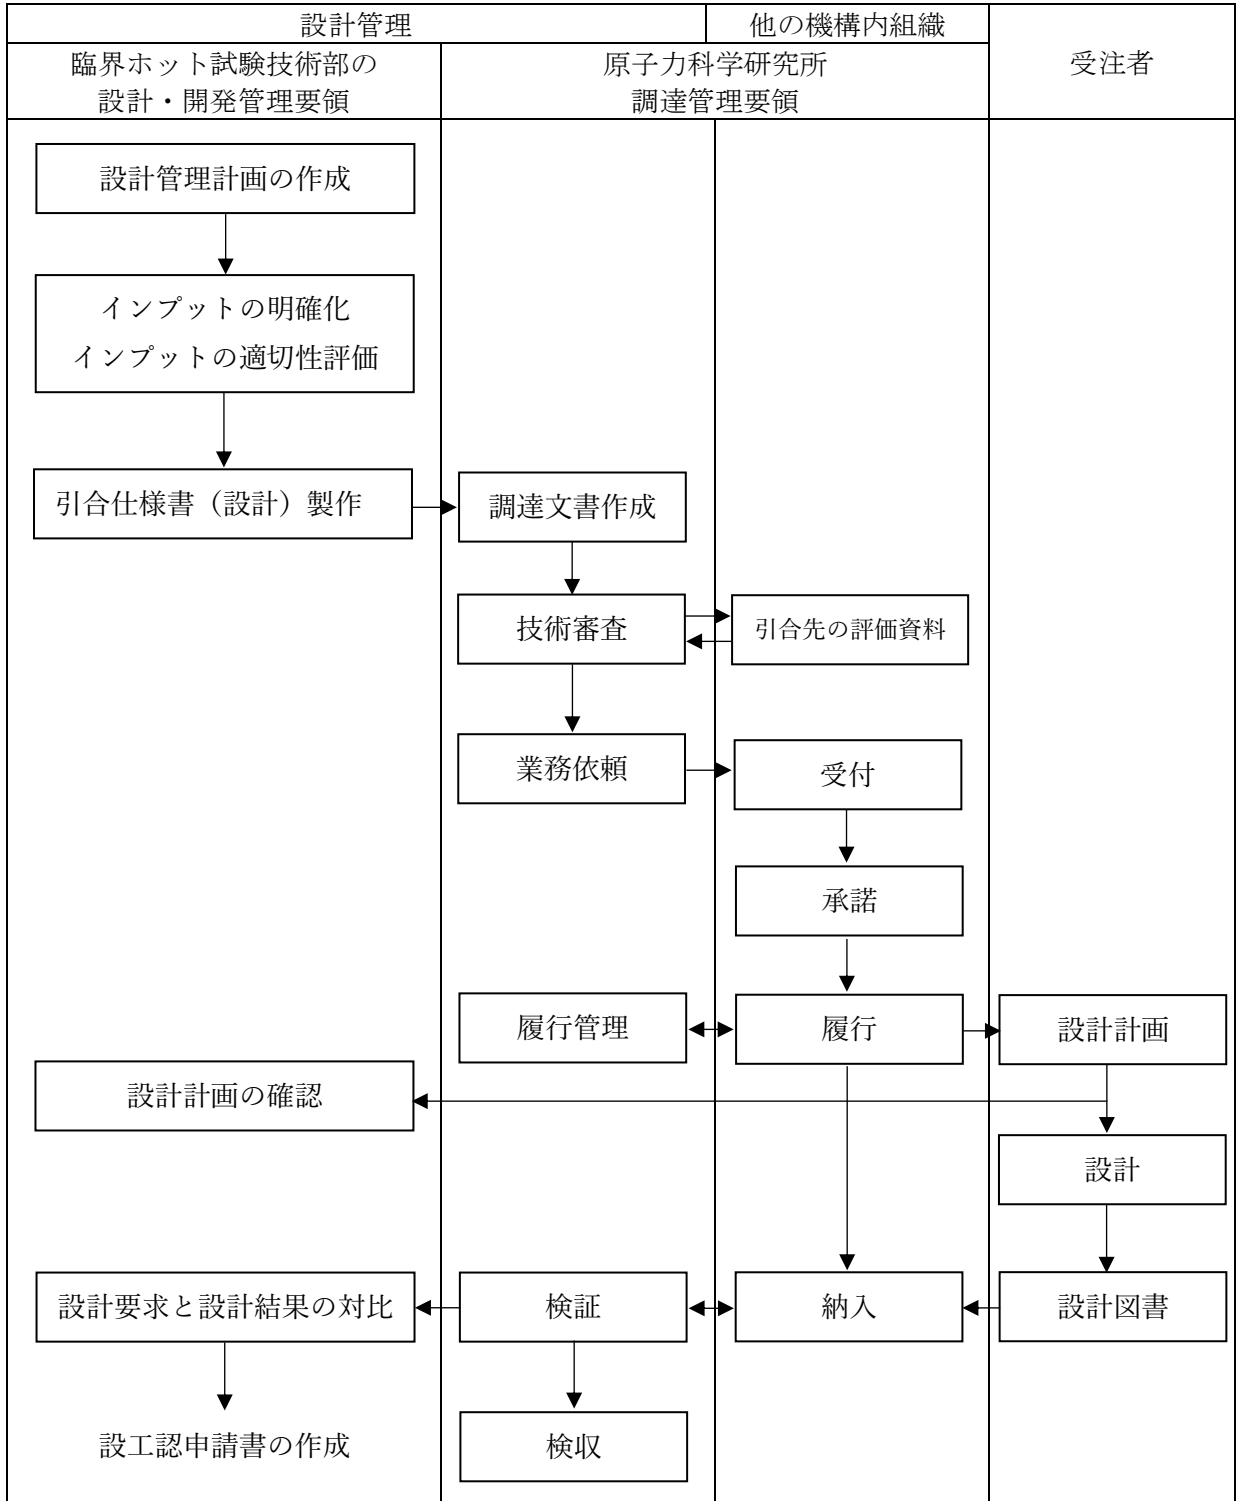 設計管理
他の機構内組織
臨界ホット試験技術部の
設計・開発管理要領
原子力科学研究所
調達管理要領
受注者
設計管理計画の作成
インプットの明確化
インプットの適切性評価
引合仕様書（設計）製作
調達文書作成
技術審査
引合先の評価資料
業務依頼
受付
承諾
履行管理
履行
設計計画
設計計画の確認
設計
設計要求と設計結果の対比
検証
納入
設計図書
設工認申請書の作成
検収